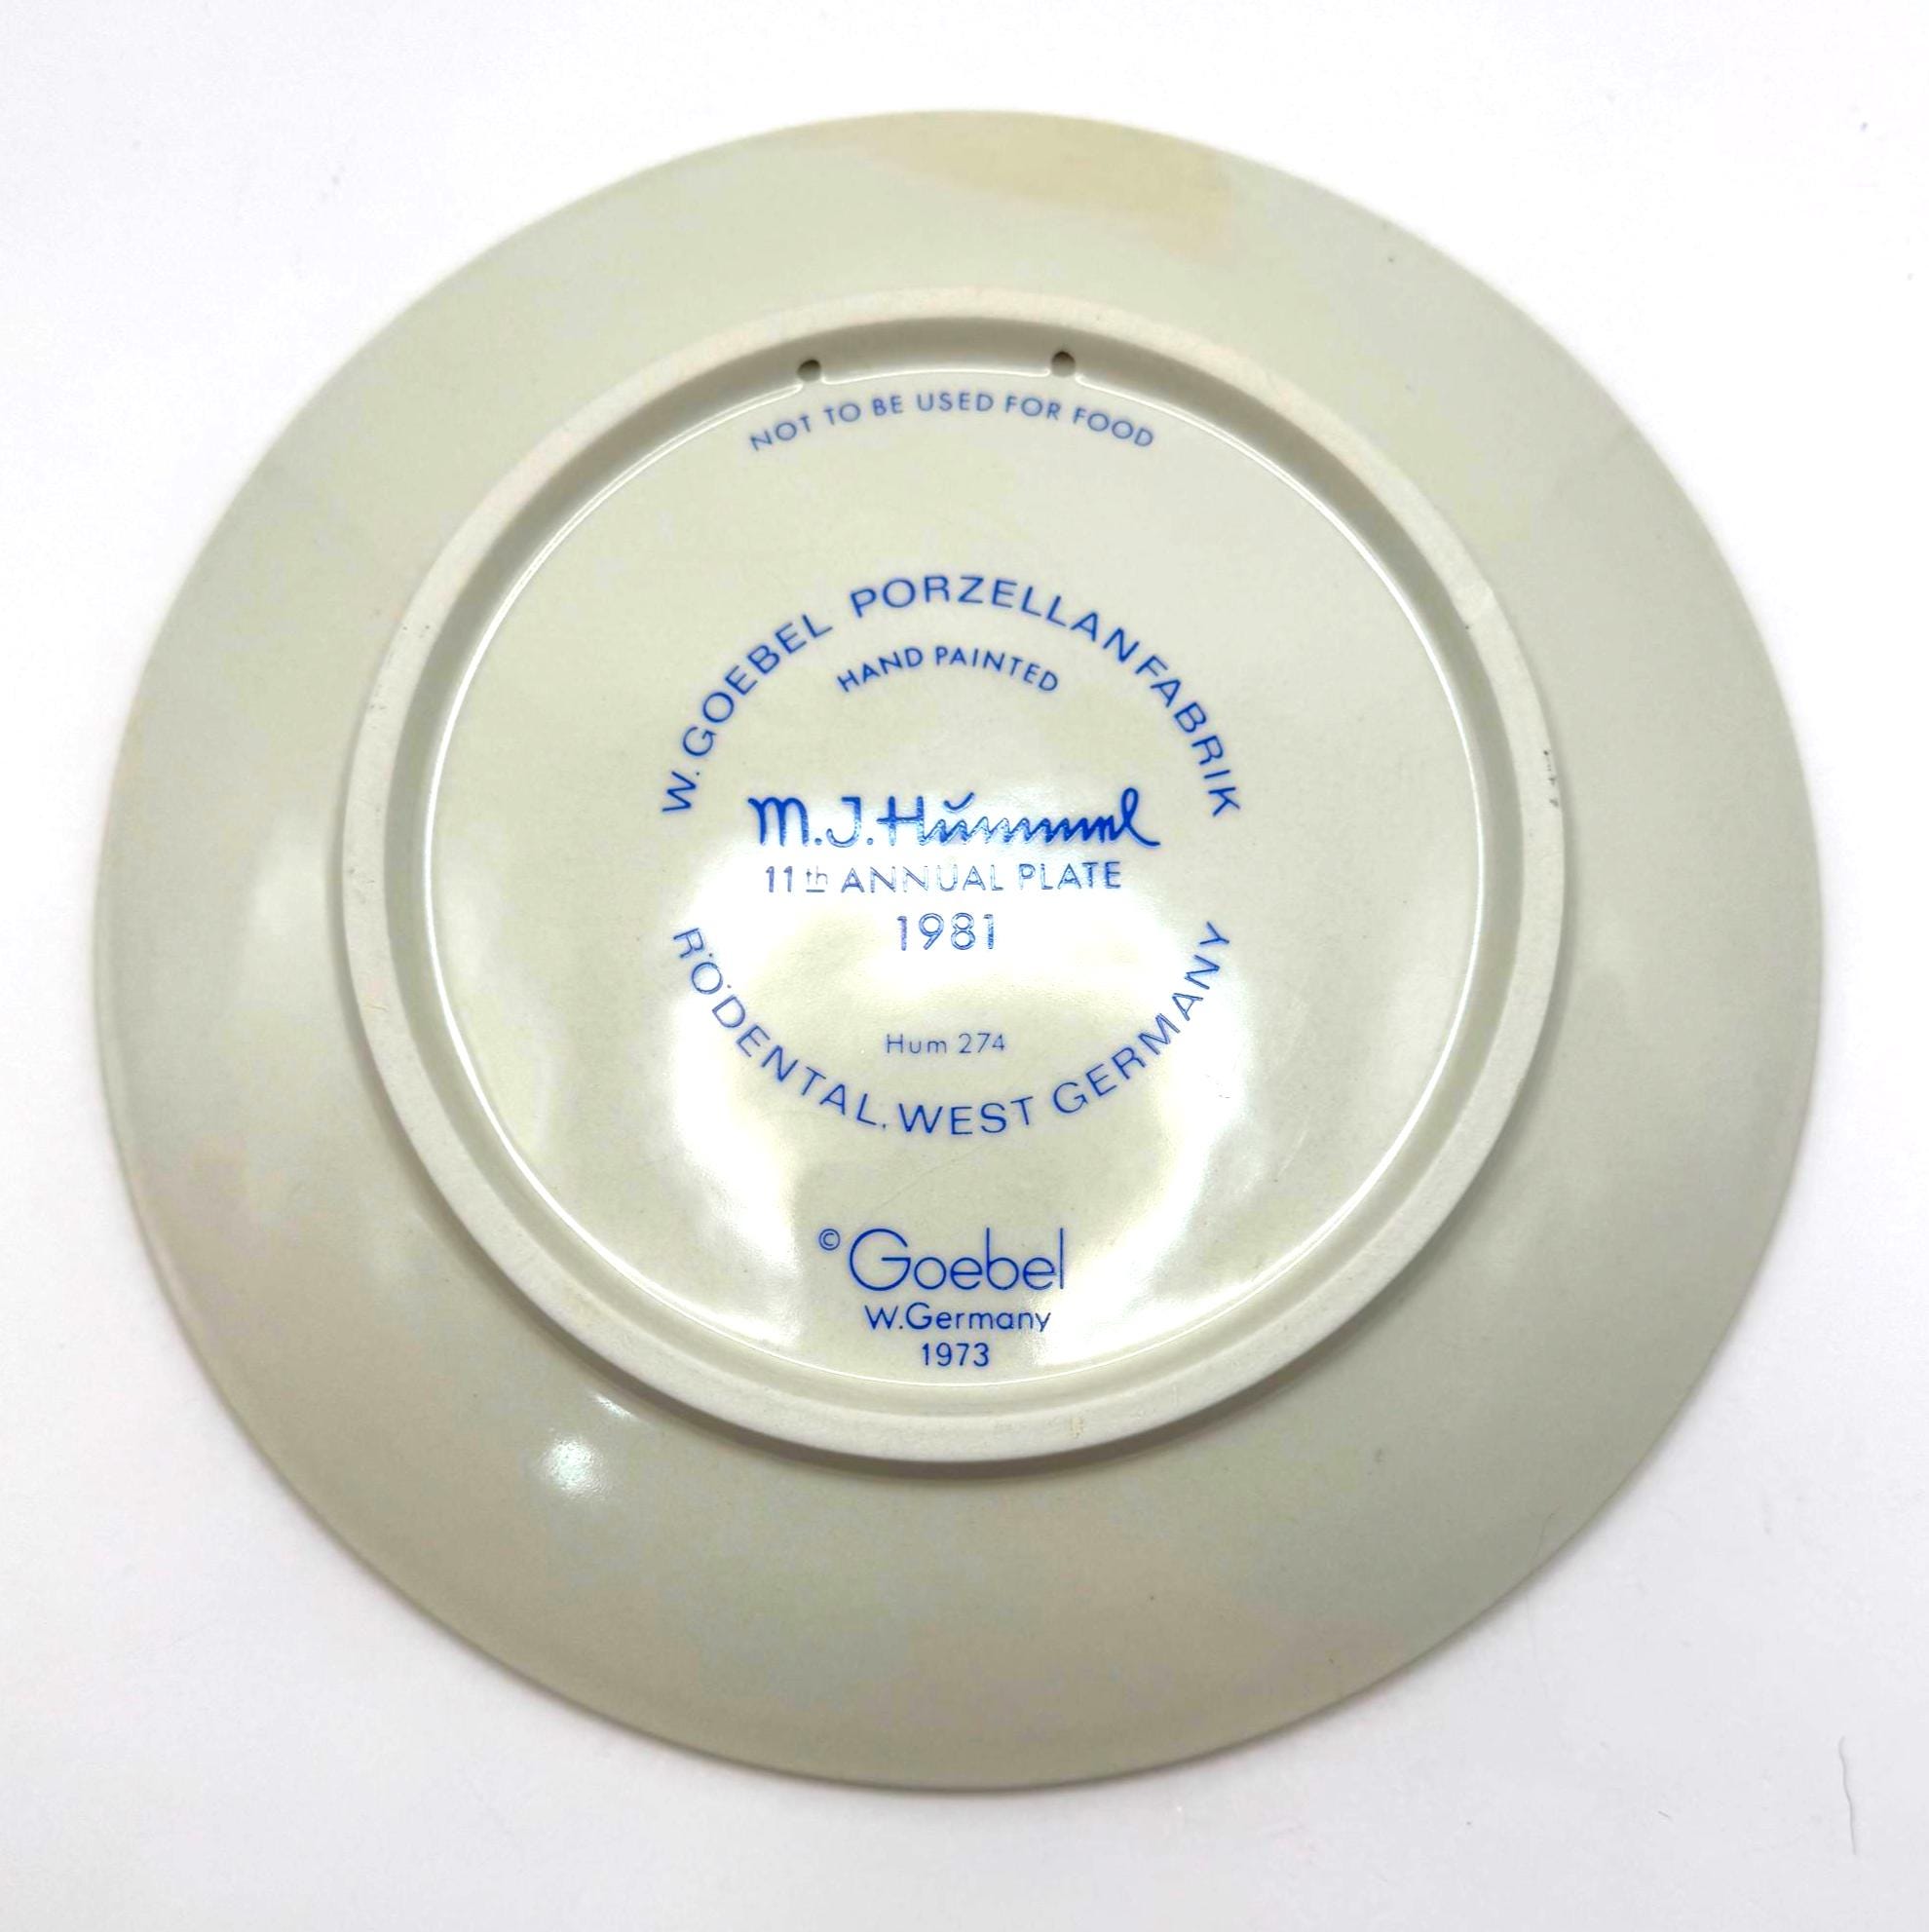 NOT TO BE USED FOR FOOD
W. GOEBEL PORZELLANFABRIK
HAND PAINTED
M.J.Hummel
11th ANNUAL PLATE
1981
Hum 274
RÖDENTAL, WEST GERMANY
© Goebel
W.Germany
1973